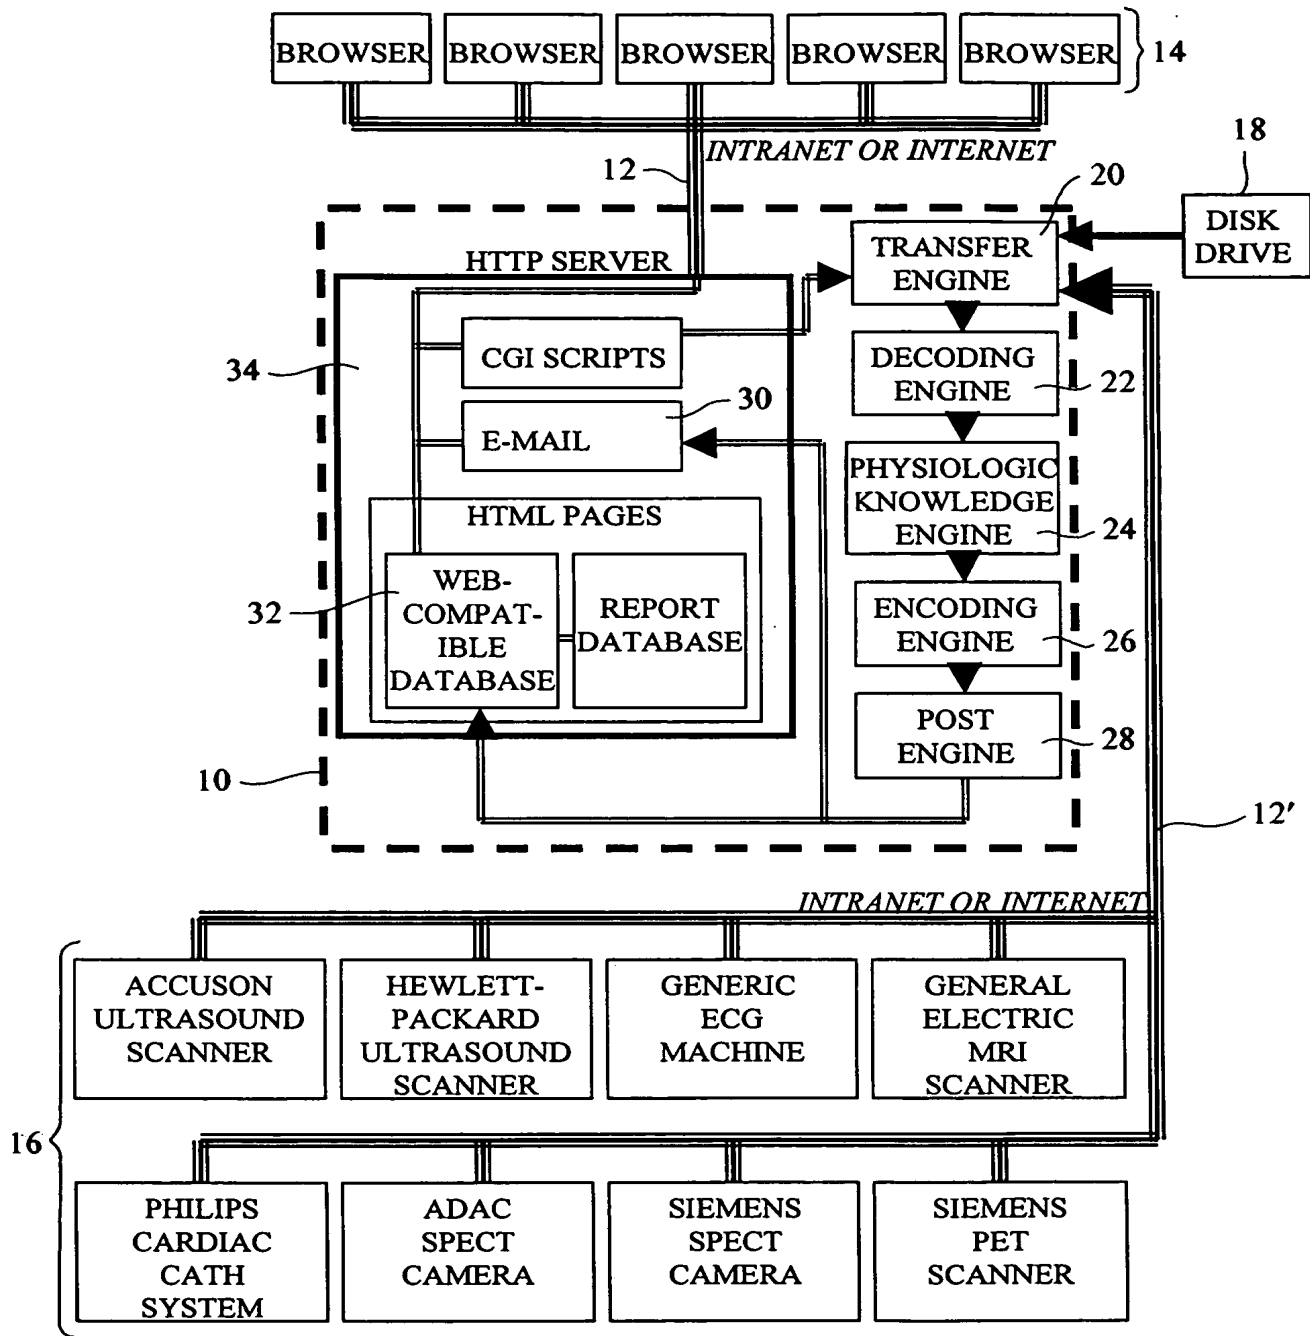 BROWSER BROWSER BROWSER BROWSER BROWSER 14
INTRANET OR INTERNET
12
18
20
DISK
DRIVE
HTTP SERVER
TRANSFER
ENGINE
34
CGI SCRIPTS
DECODING
ENGINE
22
30
E-MAIL
PHYSIOLOGIC
KNOWLEDGE
ENGINE
24
HTML PAGES
32
WEB-
COMPAT-
IBLE
DATABASE
REPORT
DATABASE
ENCODING
ENGINE
26
POST
ENGINE
28
10
12'
INTRANET OR INTERNET
16
ACCUSON
ULTRASOUND
SCANNER
HEWLETT-
PACKARD
ULTRASOUND
SCANNER
GENERIC
ECG
MACHINE
GENERAL
ELECTRIC
MRI
SCANNER
PHILIPS
CARDIAC
CATH
SYSTEM
ADAC
SPECT
CAMERA
SIEMENS
SPECT
CAMERA
SIEMENS
PET
SCANNER